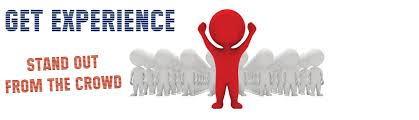 GET EXPERIENCE
STAND OUT
FROM THE CROWD